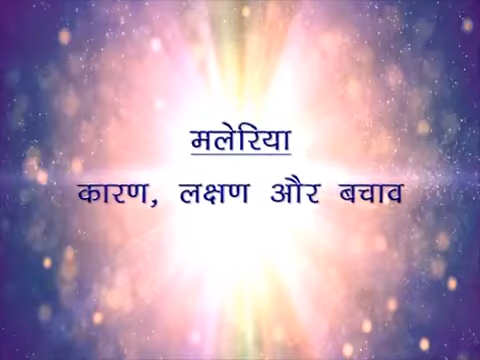 मलेरिया
कारण, लक्षण और बचाव